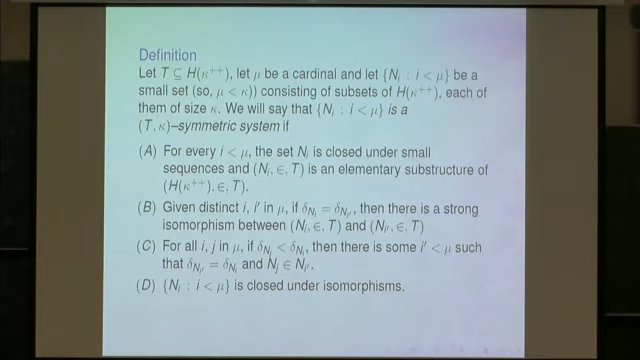 Definition
Let T ⊆ H(κ⁺⁺), let μ be a cardinal and let {Nᵢ : i < μ} be a
small set (so, μ < κ) consisting of subsets of H(κ⁺⁺), each of
them of size κ. We will say that {Nᵢ : i < μ} is a
(T, κ)–symmetric system if
(A) For every i < μ, the set Nᵢ is closed under small
sequences and (Nᵢ, ∈, T) is an elementary substructure of
(H(κ⁺⁺), ∈, T).
(B) Given distinct i, i′ in μ, if δ_{Nᵢ} = δ_{Nᵢ′}, then there is a strong
isomorphism between (Nᵢ, ∈, T) and (Nᵢ′, ∈, T)
(C) For all i, j in μ, if δ_{Nⱼ} < δ_{Nᵢ}, then there is some i′ < μ such
that δ_{Nᵢ′} = δ_{Nᵢ} and Nⱼ ∈ Nᵢ′.
(D) {Nᵢ : i < μ} is closed under isomorphisms.